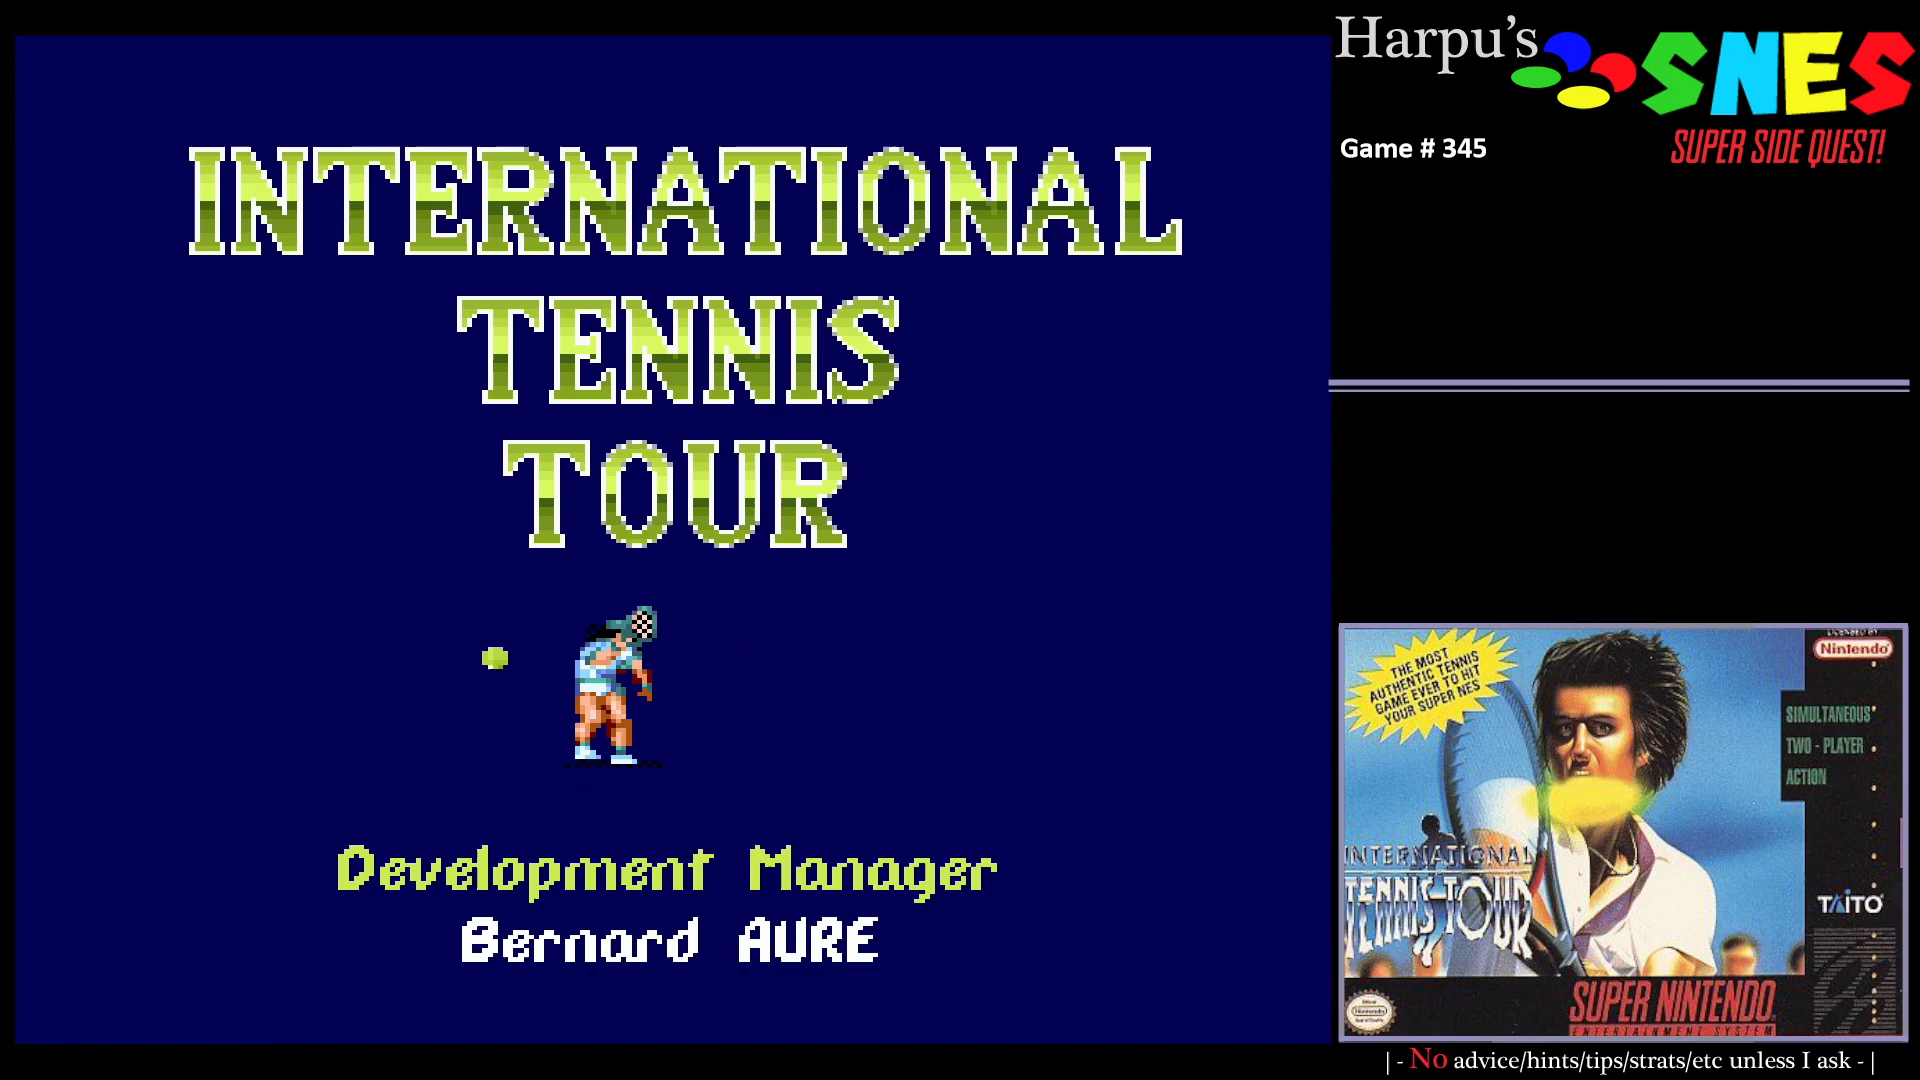 INTERNATIONAL
TENNIS
TOUR
Development Manager
Bernard AURE
Harpu's
SNES
SUPER SIDE QUEST!
Game # 345
THE MOST
AUTHENTIC TENNIS
GAME EVER TO HIT
YOUR SUPER NES
LICENSED BY
Nintendo
SIMULTANEOUS
TWO - PLAYER
ACTION
INTERNATIONAL
TENNIS TOUR
TAITO
SUPER NINTENDO
ENTERTAINMENT SYSTEM
| - No advice/hints/tips/strats/etc unless I ask - |